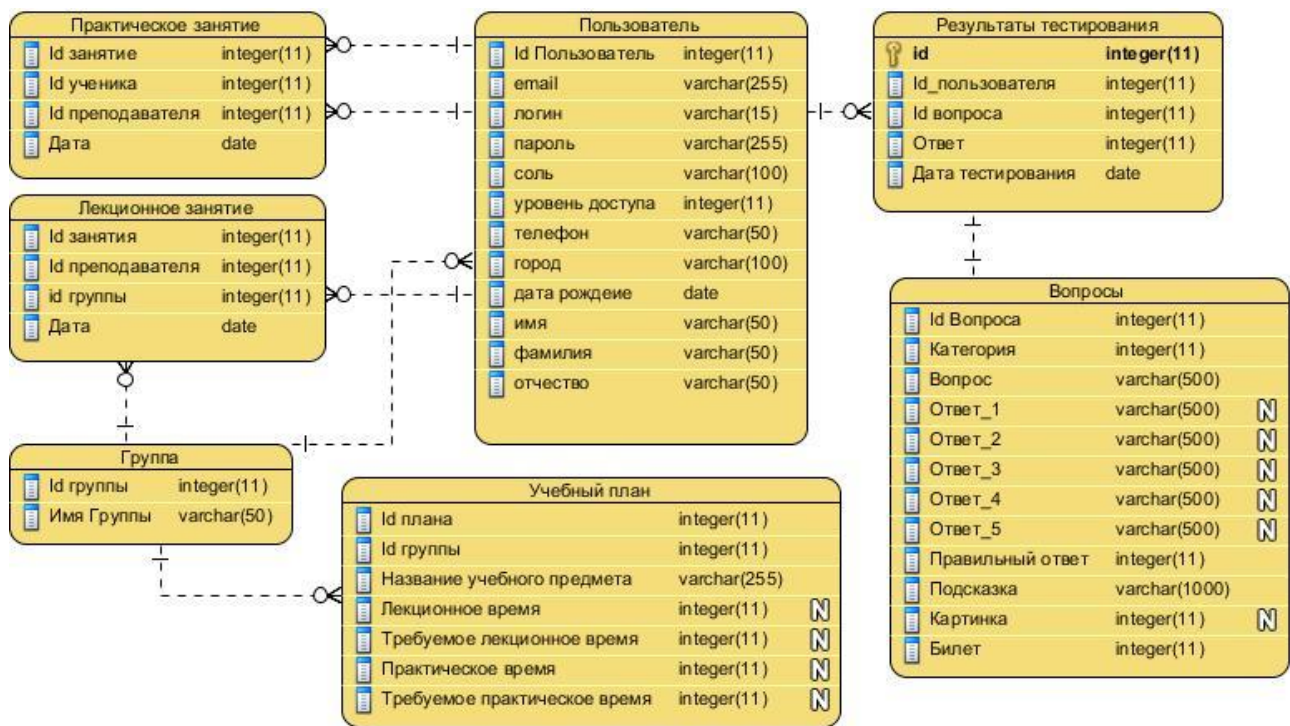 Практическое занятие
Id занятие integer(11)
Id ученика integer(11)
Id преподавателя integer(11)
Дата date
Лекционное занятие
Id занятия integer(11)
Id преподавателя integer(11)
id группы integer(11)
Дата date
Группа
Id группы integer(11)
Имя Группы varchar(50)
Пользователь
Id Пользователь integer(11)
email varchar(255)
логин varchar(15)
пароль varchar(255)
соль varchar(100)
уровень доступа integer(11)
телефон varchar(50)
город varchar(100)
дата рождеие date
имя varchar(50)
фамилия varchar(50)
отчество varchar(50)
Учебный план
Id плана integer(11)
Id группы integer(11)
Название учебного предмета varchar(255)
Лекционное время integer(11) N
Требуемое лекционное время integer(11) N
Практическое время integer(11) N
Требуемое практическое время integer(11) N
Результаты тестирования
id integer(11)
Id_пользователя integer(11)
Id вопроса integer(11)
Ответ integer(11)
Дата тестирования date
Вопросы
Id Вопроса integer(11)
Категория integer(11)
Вопрос varchar(500)
Ответ_1 varchar(500) N
Ответ_2 varchar(500) N
Ответ_3 varchar(500) N
Ответ_4 varchar(500) N
Ответ_5 varchar(500) N
Правильный ответ integer(11)
Подсказка varchar(1000)
Картинка integer(11) N
Билет integer(11)